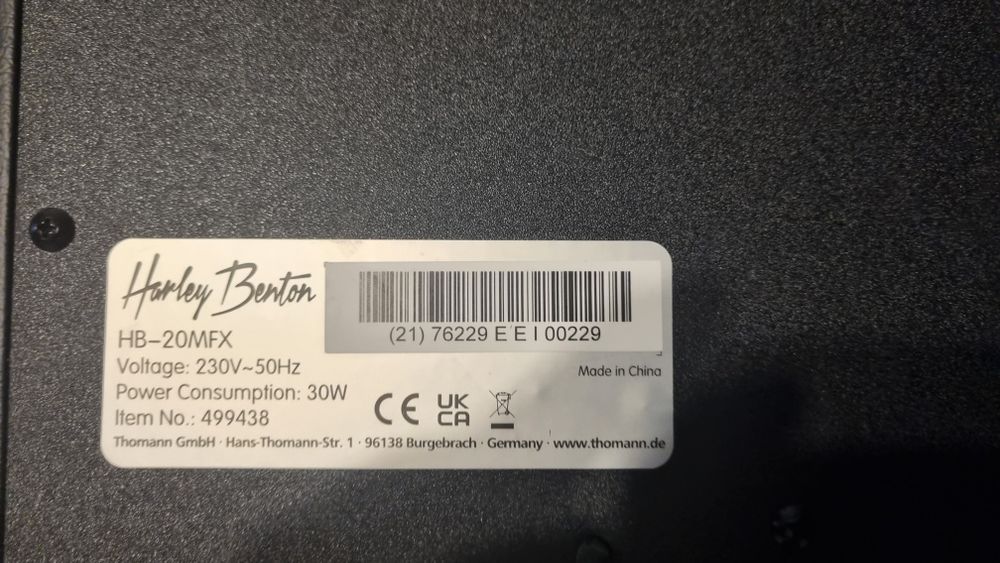 Harley Benton
(21) 76229 E E I 00229
HB-20MFX
Voltage: 230V~50Hz
Made in China
Power Consumption: 30W
CE UK CA
Item No.: 499438
Thomann GmbH · Hans-Thomann-Str. 1 · 96138 Burgebrach · Germany · www.thomann.de